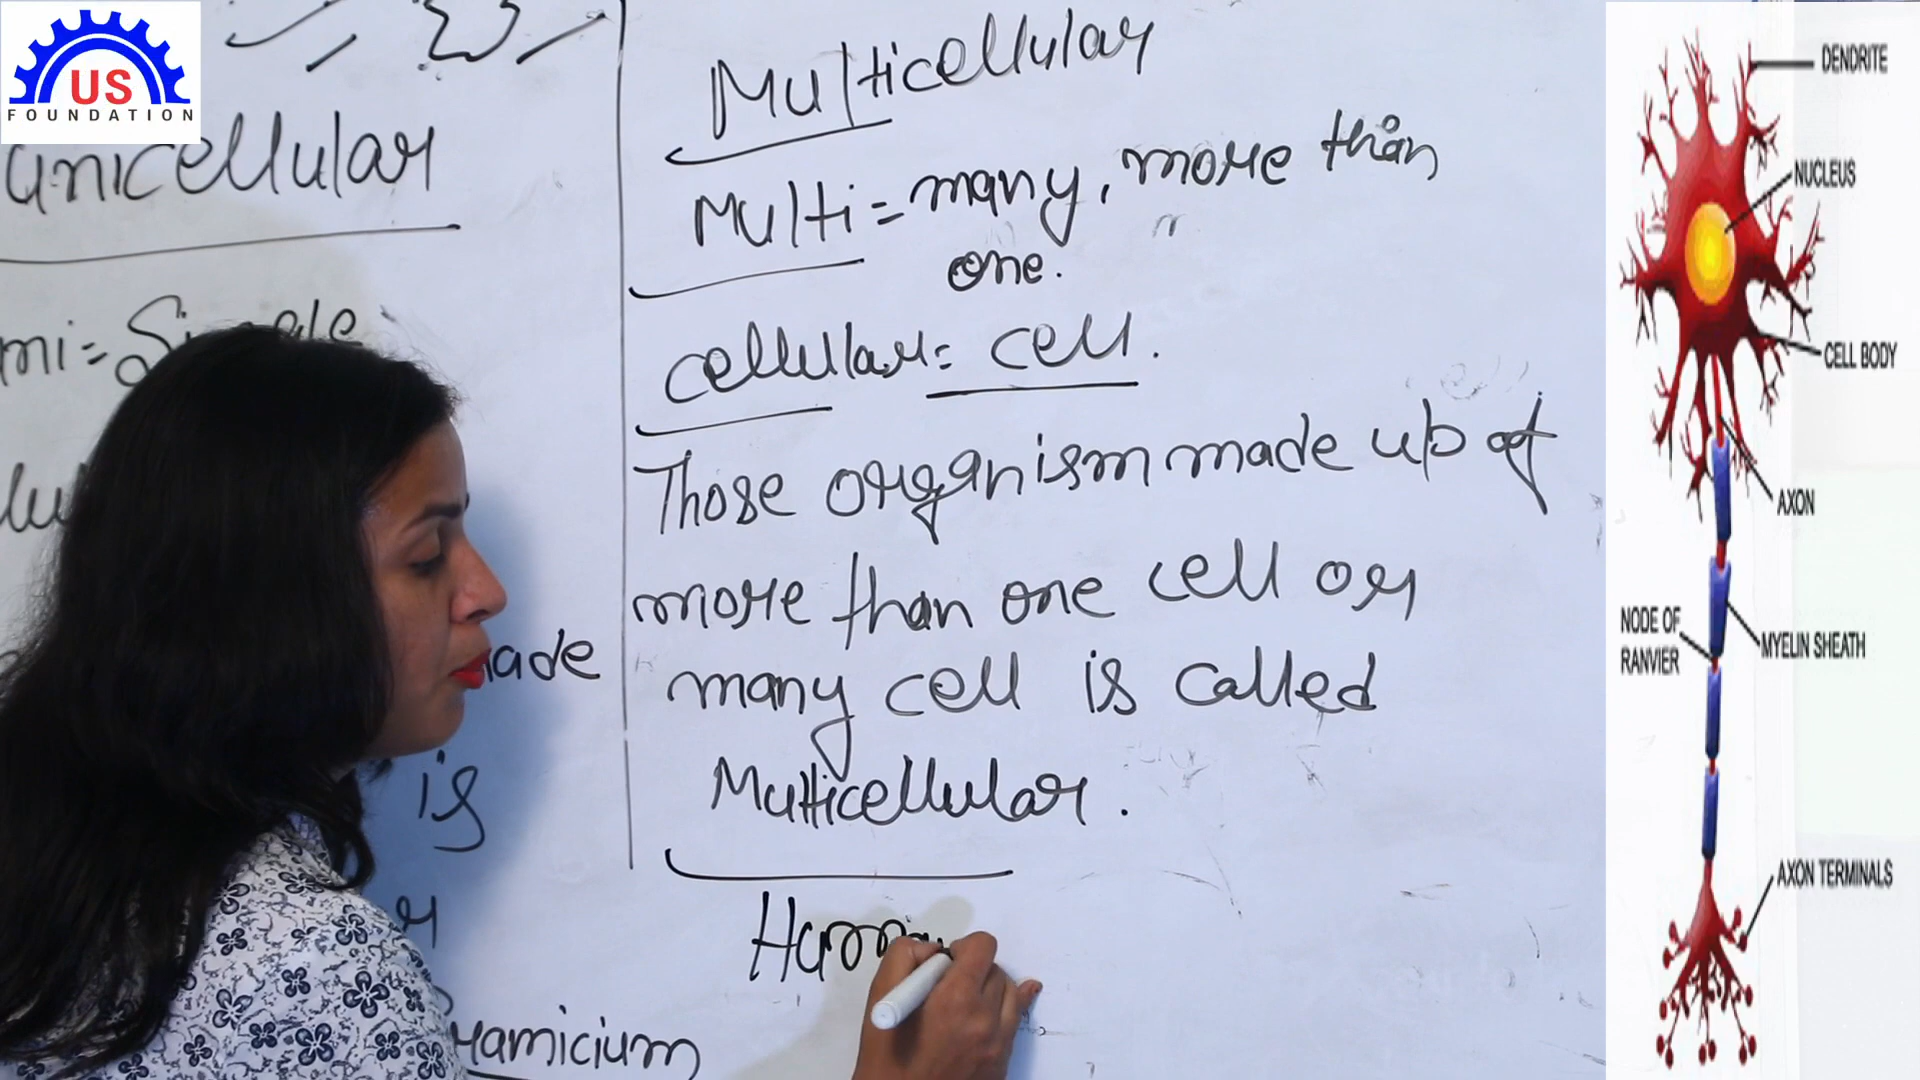 US
FOUNDATION
unicellular
made
is
Multicellular
Multi = many, more than
one.
cellular = cell.
Those organism made up of
more than one cell or
many cell is called
Multicellular.
Human
DENDRITE
NUCLEUS
CELL BODY
AXON
NODE OF
RANVIER
MYELIN SHEATH
AXON TERMINALS